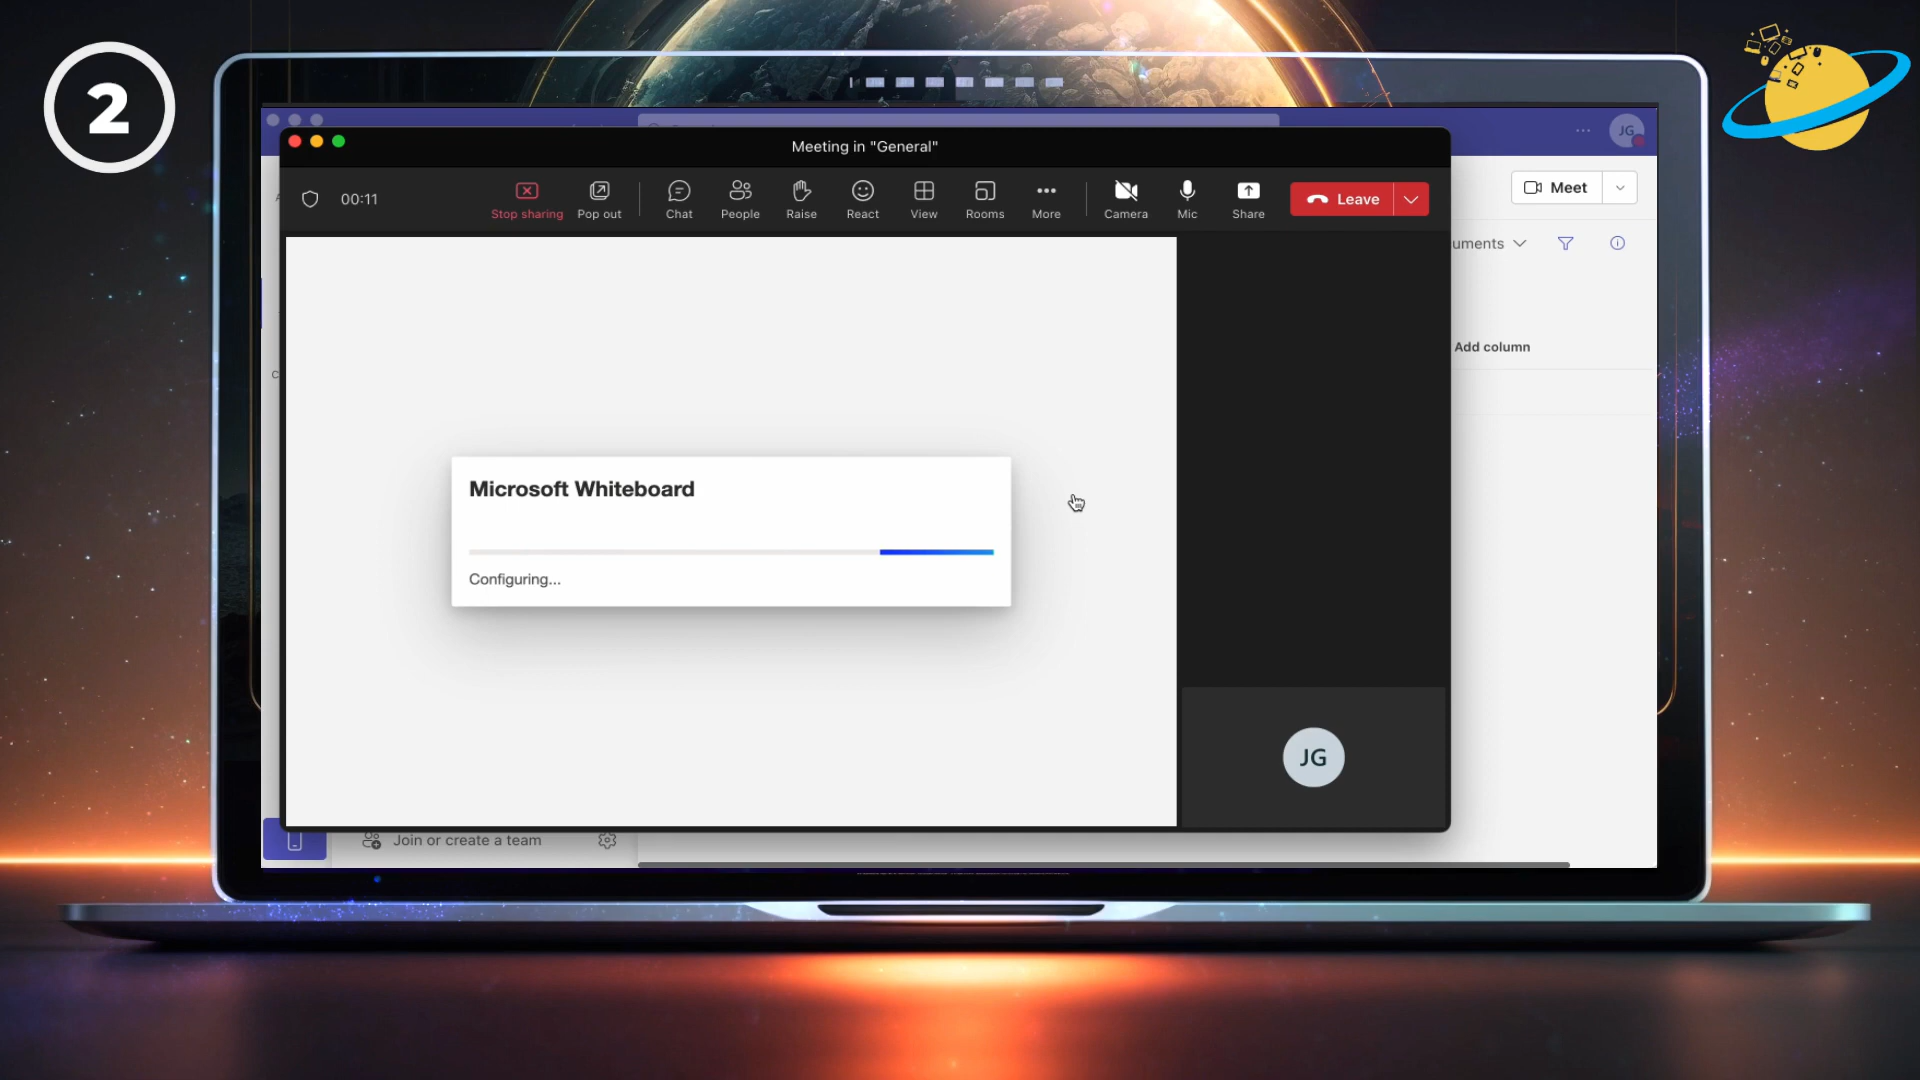 2
JG
Meeting in "General"
00:11
Stop sharing
Pop out
Chat
People
Raise
React
View
Rooms
More
Camera
Mic
Share
Leave
Meet
uments
Add column
Microsoft Whiteboard
Configuring...
JG
Join or create a team